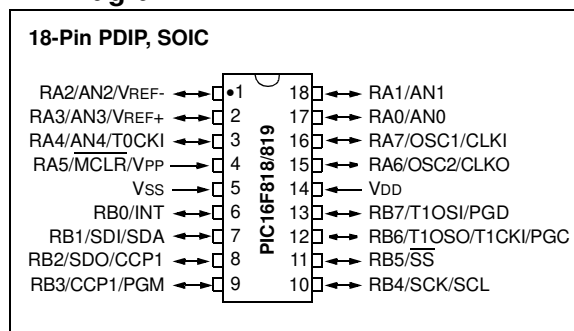 18-Pin PDIP, SOIC
RA2/AN2/VREF- •1 18 RA1/AN1
RA3/AN3/VREF+ 2 17 RA0/AN0
RA4/AN4/T0CKI 3 16 RA7/OSC1/CLKI
RA5/MCLR/VPP 4 15 RA6/OSC2/CLKO
VSS 5 14 VDD
RB0/INT 6 13 RB7/T1OSI/PGD
RB1/SDI/SDA 7 12 RB6/T1OSO/T1CKI/PGC
RB2/SDO/CCP1 8 11 RB5/SS
RB3/CCP1/PGM 9 10 RB4/SCK/SCL
PIC16F818/819